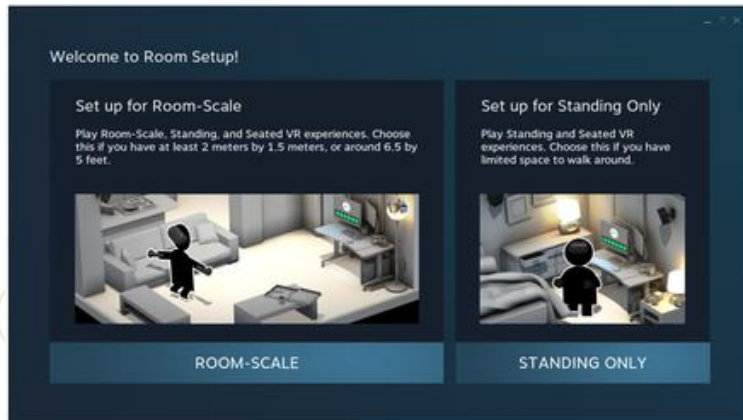 Welcome to Room Setup!
Set up for Room-Scale
Play Room-Scale, Standing, and Seated VR experiences. Choose
this if you have at least 2 meters by 1.5 meters, or around 6.5 by
5 feet.
ROOM-SCALE
Set up for Standing Only
Play Standing and Seated VR
experiences. Choose this if you have
limited space to walk around.
STANDING ONLY